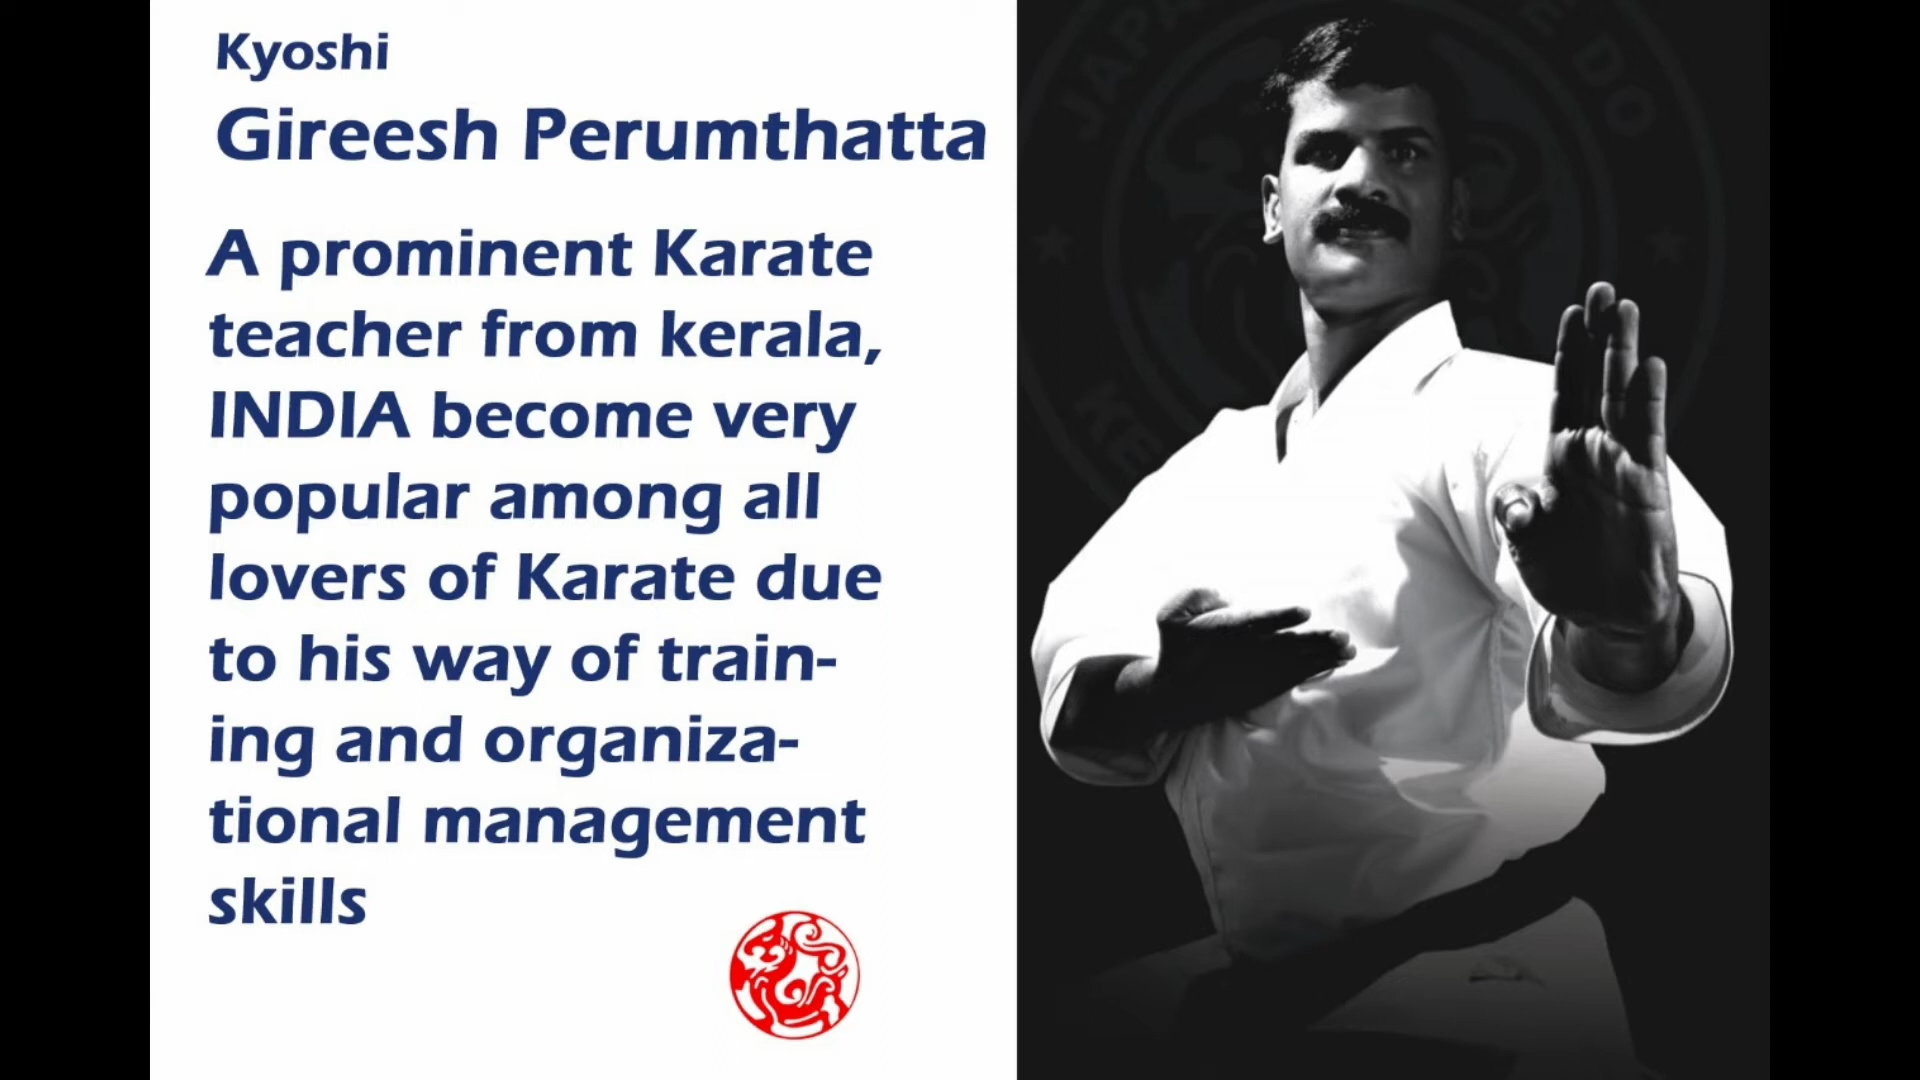 Kyoshi
Gireesh Perumthatta
A prominent Karate
teacher from kerala,
INDIA become very
popular among all
lovers of Karate due
to his way of train-
ing and organiza-
tional management
skills